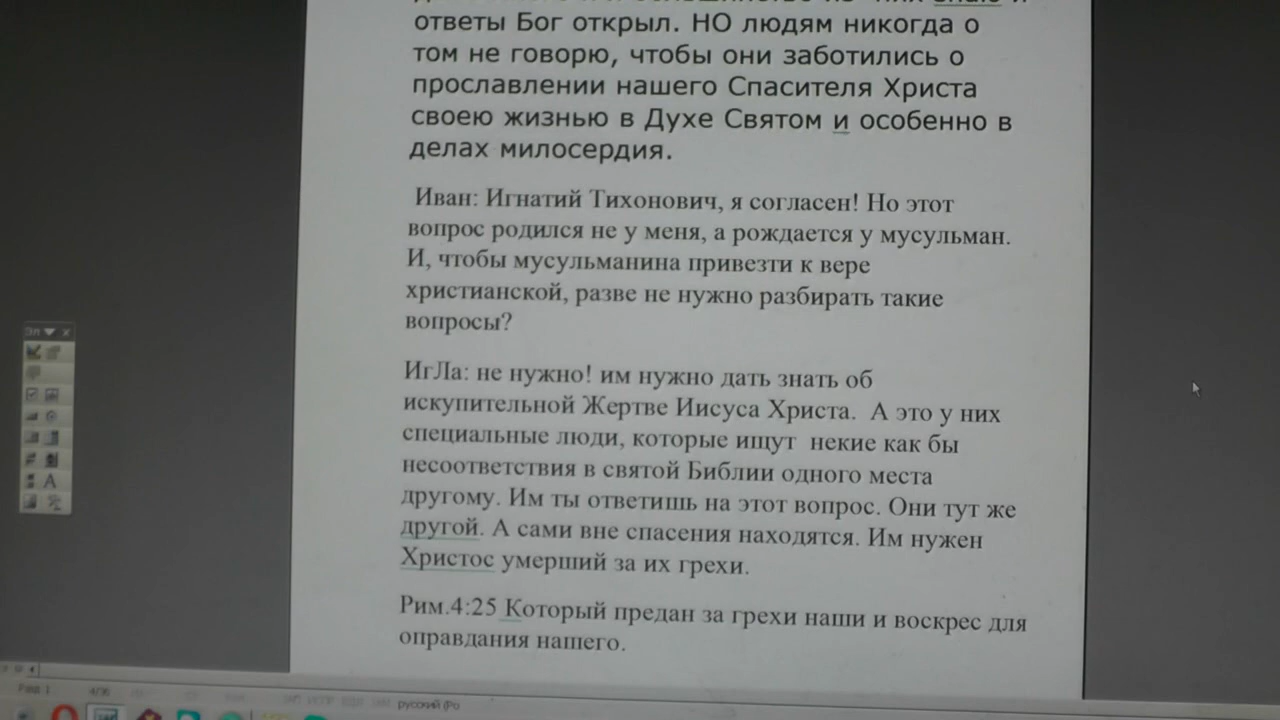 ответы Бог открыл. НО людям никогда о
том не говорю, чтобы они заботились о
прославлении нашего Спасителя Христа
своею жизнью в Духе Святом и особенно в
делах милосердия.
Иван: Игнатий Тихонович, я согласен! Но этот
вопрос родился не у меня, а рождается у мусульман.
И, чтобы мусульманина привезти к вере
христианской, разве не нужно разбирать такие
вопросы?
ИгЛа: не нужно! им нужно дать знать об
искупительной Жертве Иисуса Христа. А это у них
специальные люди, которые ищут некие как бы
несоответствия в святой Библии одного места
другому. Им ты ответишь на этот вопрос. Они тут же
другой. А сами вне спасения находятся. Им нужен
Христос умерший за их грехи.
Рим.4:25 Который предан за грехи наши и воскрес для
оправдания нашего.
русский (Ро